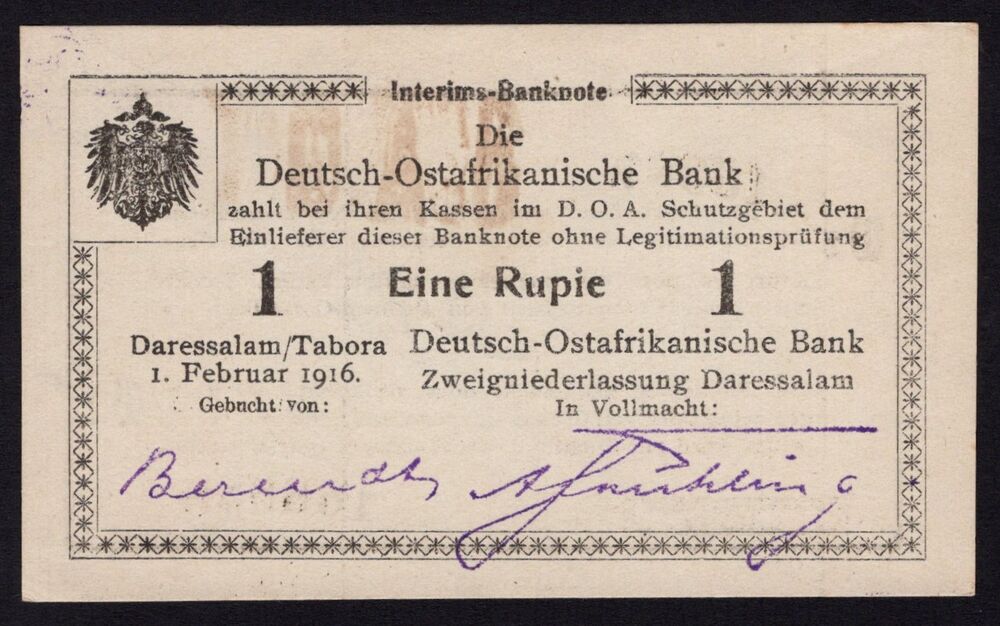 Interims-Banknote
Die
Deutsch-Ostafrikanische Bank
zahlt bei ihren Kassen im D. O. A. Schutzgebiet dem
Einlieferer dieser Banknote ohne Legitimationsprüfung
1 Eine Rupie 1
Daressalam/Tabora
1. Februar 1916.
Gebucht von:
Deutsch-Ostafrikanische Bank
Zweigniederlassung Daressalam
In Vollmacht:
Berendt